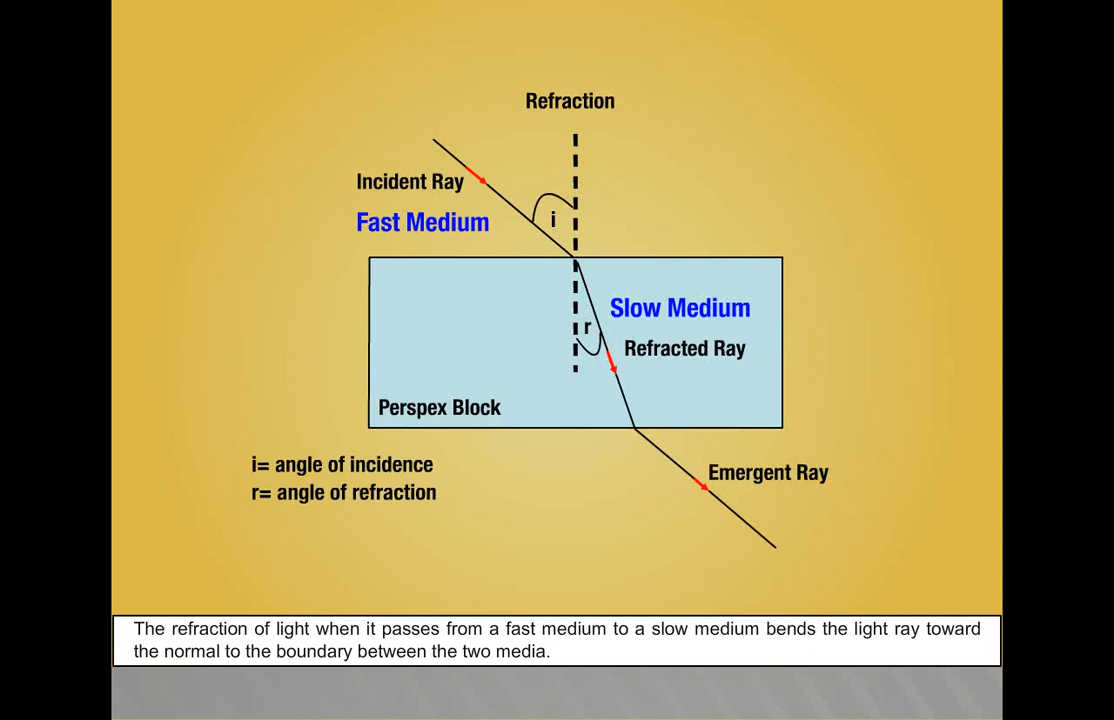 Refraction
Incident Ray
Fast Medium
i
Slow Medium
r
Refracted Ray
Perspex Block
i= angle of incidence
r= angle of refraction
Emergent Ray
The refraction of light when it passes from a fast medium to a slow medium bends the light ray toward
the normal to the boundary between the two media.